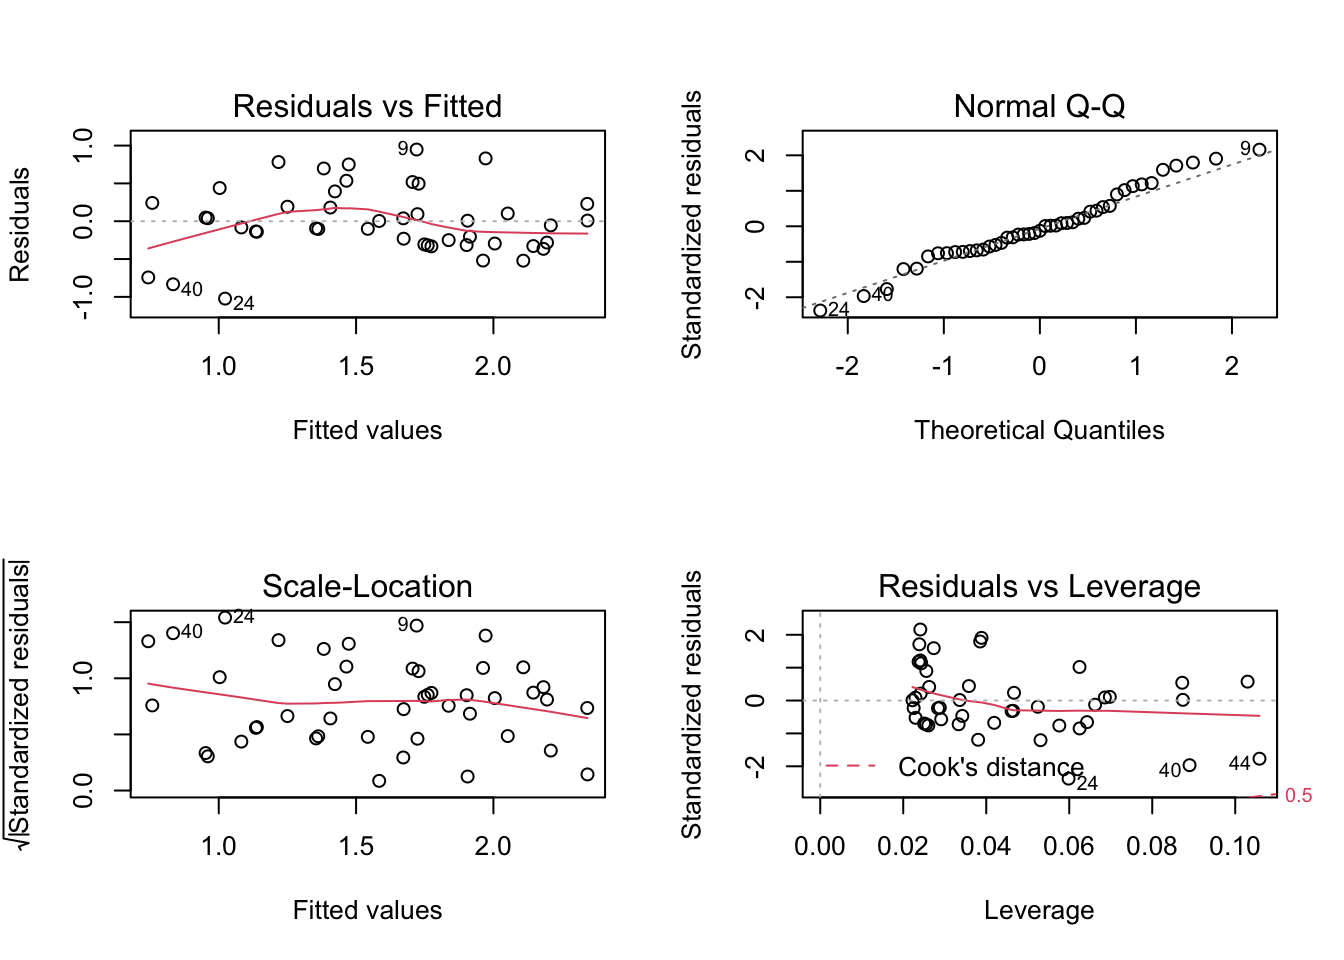 Residuals vs Fitted
Residuals
1.0
0.0
-1.0
9
40
24
1.0 1.5 2.0
Fitted values
Normal Q-Q
Standardized residuals
2
0
-2
9
40
24
-2 -1 0 1 2
Theoretical Quantiles
Scale-Location
√|Standardized residuals|
1.0
0.0
24
40
9
1.0 1.5 2.0
Fitted values
Residuals vs Leverage
Standardized residuals
2
0
-2
Cook's distance
24
40
44
0.5
0.00 0.02 0.04 0.06 0.08 0.10
Leverage